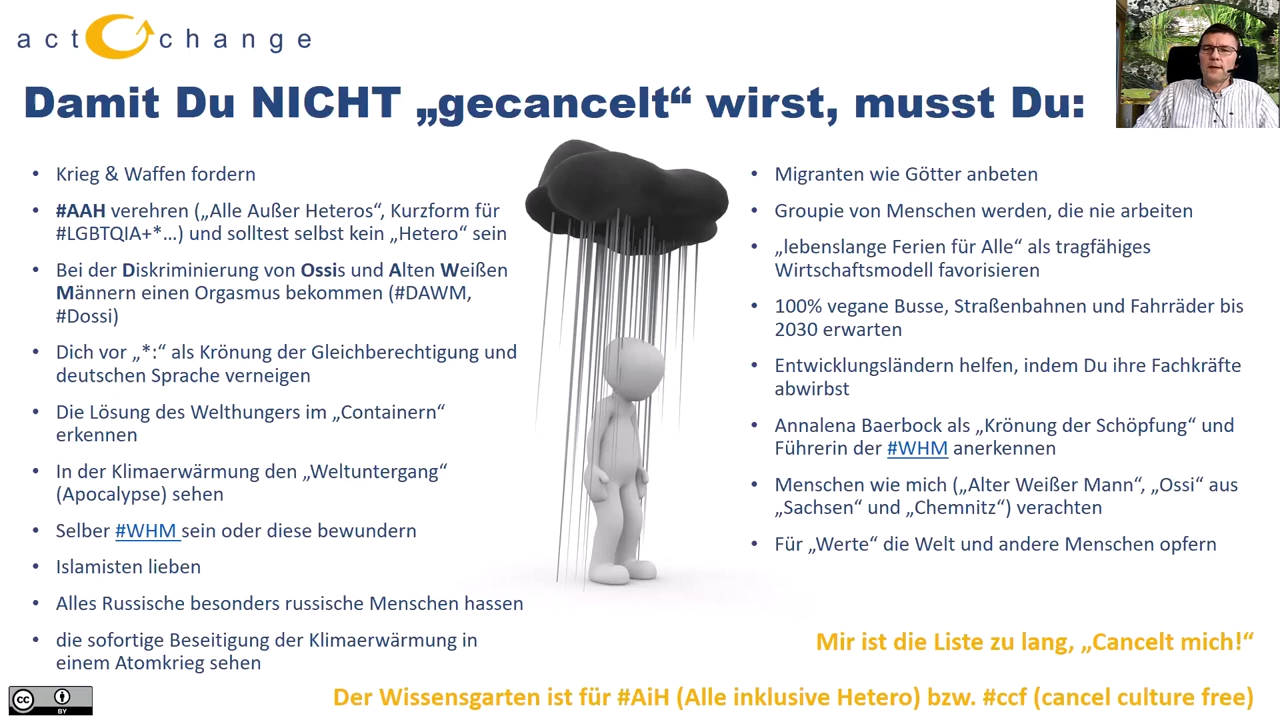 act change
Damit Du NICHT „gecancelt“ wirst, musst Du:
• Krieg & Waffen fordern
• #AAH verehren („Alle Außer Heteros“, Kurzform für
#LGBTQIA+*…) und solltest selbst kein „Hetero“ sein
• Bei der Diskriminierung von Ossis und Alten Weißen
Männern einen Orgasmus bekommen (#DAWM,
#Dossi)
• Dich vor „*:“ als Krönung der Gleichberechtigung und
deutschen Sprache verneigen
• Die Lösung des Welthungers im „Containern“
erkennen
• In der Klimaerwärmung den „Weltuntergang“
(Apocalypse) sehen
• Selber #WHM sein oder diese bewundern
• Islamisten lieben
• Alles Russische besonders russische Menschen hassen
• die sofortige Beseitigung der Klimaerwärmung in
einem Atomkrieg sehen
• Migranten wie Götter anbeten
• Groupie von Menschen werden, die nie arbeiten
• „lebenslange Ferien für Alle“ als tragfähiges
Wirtschaftsmodell favorisieren
• 100% vegane Busse, Straßenbahnen und Fahrräder bis
2030 erwarten
• Entwicklungsländern helfen, indem Du ihre Fachkräfte
abwirbst
• Annalena Baerbock als „Krönung der Schöpfung“ und
Führerin der #WHM anerkennen
• Menschen wie mich („Alter Weißer Mann“, „Ossi“ aus
„Sachsen“ und „Chemnitz“) verachten
• Für „Werte“ die Welt und andere Menschen opfern
Mir ist die Liste zu lang, „Cancelt mich!“
Der Wissensgarten ist für #AiH (Alle inklusive Hetero) bzw. #ccf (cancel culture free)
cc
BY